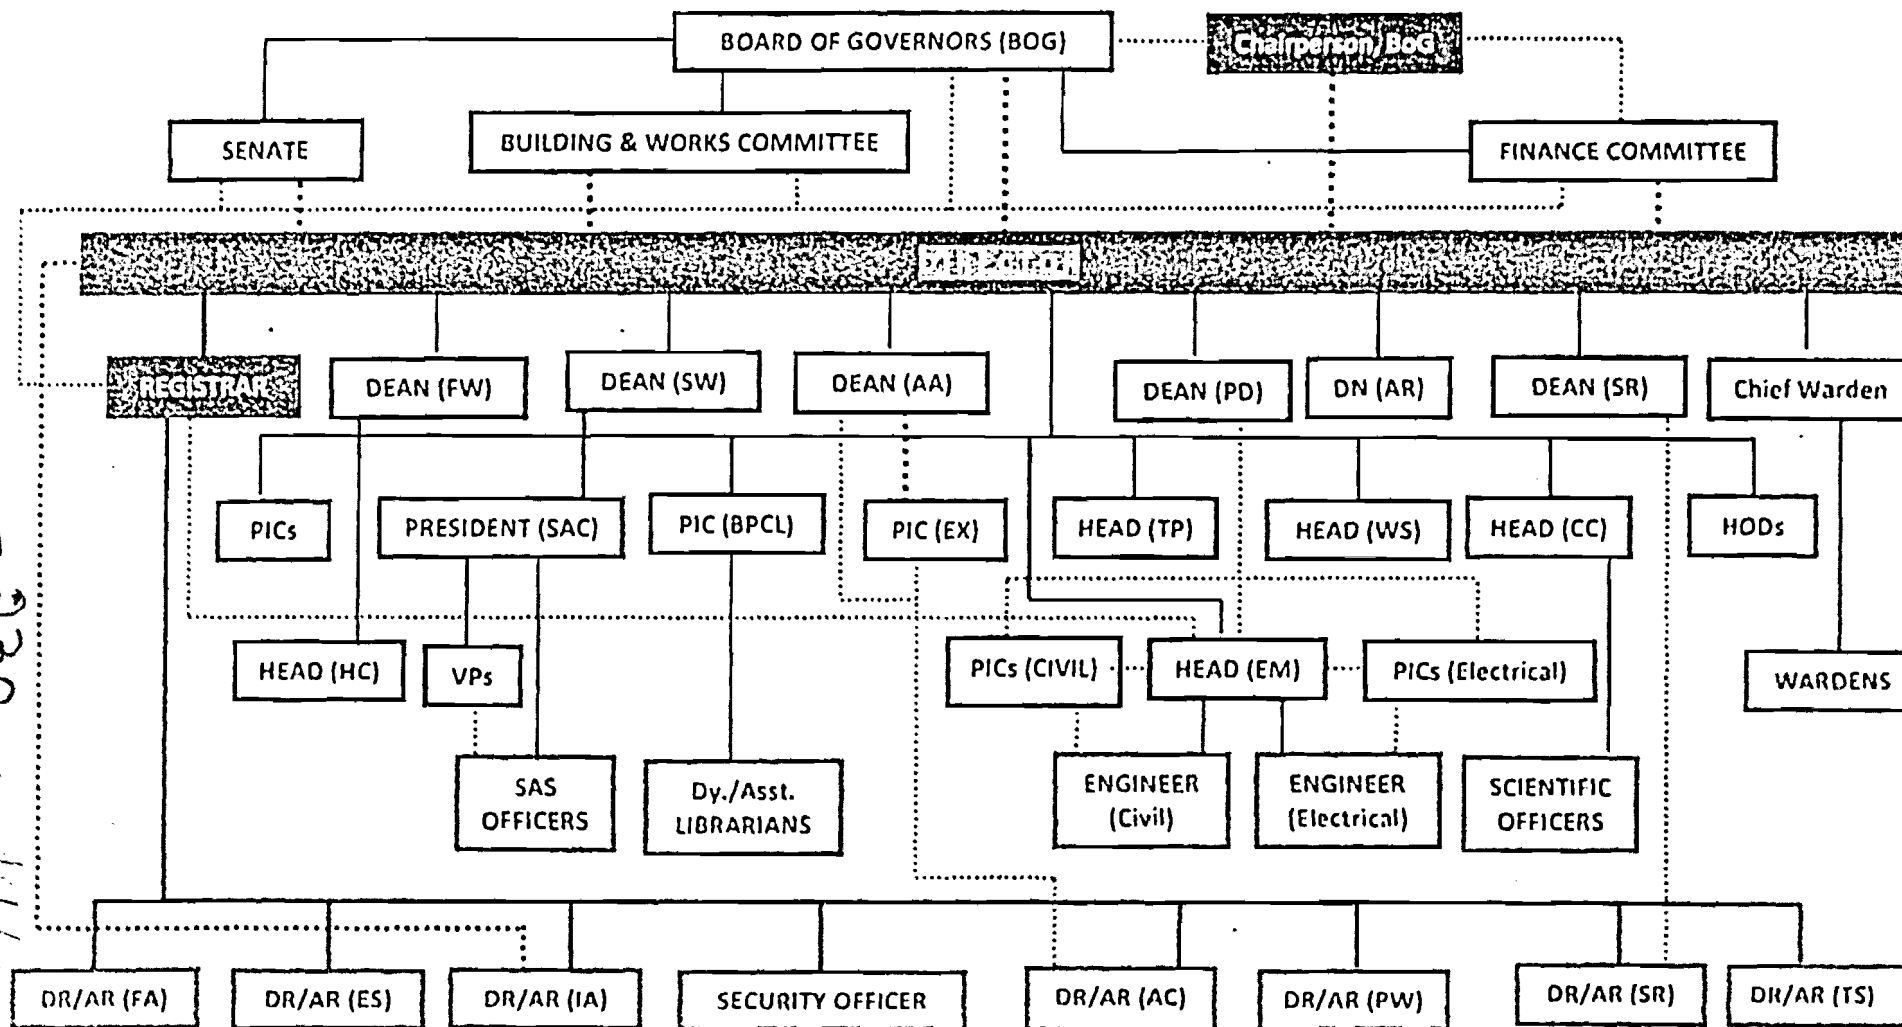 BOARD OF GOVERNORS (BOG)
Chairperson, BoG
SENATE
BUILDING & WORKS COMMITTEE
FINANCE COMMITTEE
REGISTRAR
DEAN (FW)
DEAN (SW)
DEAN (AA)
DEAN (PD)
DN (AR)
DEAN (SR)
Chief Warden
PICs
PRESIDENT (SAC)
PIC (BPCL)
PIC (EX)
HEAD (TP)
HEAD (WS)
HEAD (CC)
HODs
HEAD (HC)
VPs
PICs (CIVIL)
HEAD (EM)
PICs (Electrical)
WARDENS
SAS
OFFICERS
Dy./Asst.
LIBRARIANS
ENGINEER
(Civil)
ENGINEER
(Electrical)
SCIENTIFIC
OFFICERS
DR/AR (FA)
DR/AR (ES)
DR/AR (IA)
SECURITY OFFICER
DR/AR (AC)
DR/AR (PW)
DR/AR (SR)
DR/AR (TS)